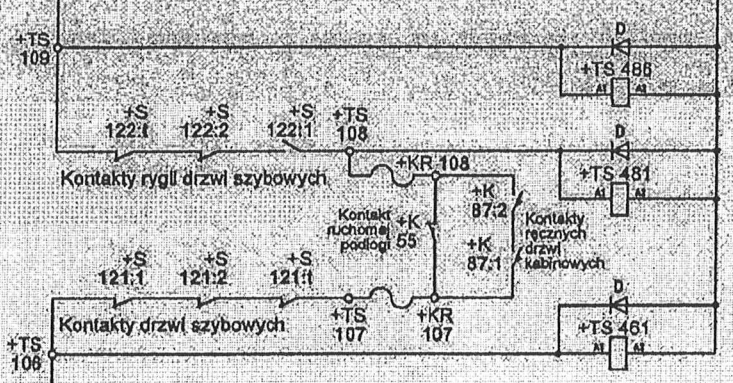 D
+TS
109
+TS 486
A1 A2
+S
122:t
+S
122:2
+S
122:1
+TS
108
D
Kontakty rygli drzwi szybowych
+KR 108
+TS 481
A1 A2
+K
87:2
Kontakt
ruchomej
podłogi
+K
55
Kontakty
ręcznych
drzwi
kabinowych
+K
87:1
+S
121:1
+S
121:2
+S
121:t
D
Kontakty drzwi szybowych
+TS
107
+KR
107
+TS 461
A1 A2
+TS
106